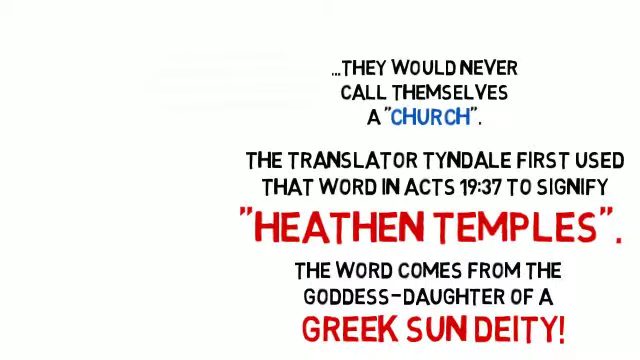 ...THEY WOULD NEVER
CALL THEMSELVES
A "CHURCH".
THE TRANSLATOR TYNDALE FIRST USED
THAT WORD IN ACTS 19:37 TO SIGNIFY
"HEATHEN TEMPLES".
THE WORD COMES FROM THE
GODDESS-DAUGHTER OF A
GREEK SUN DEITY!